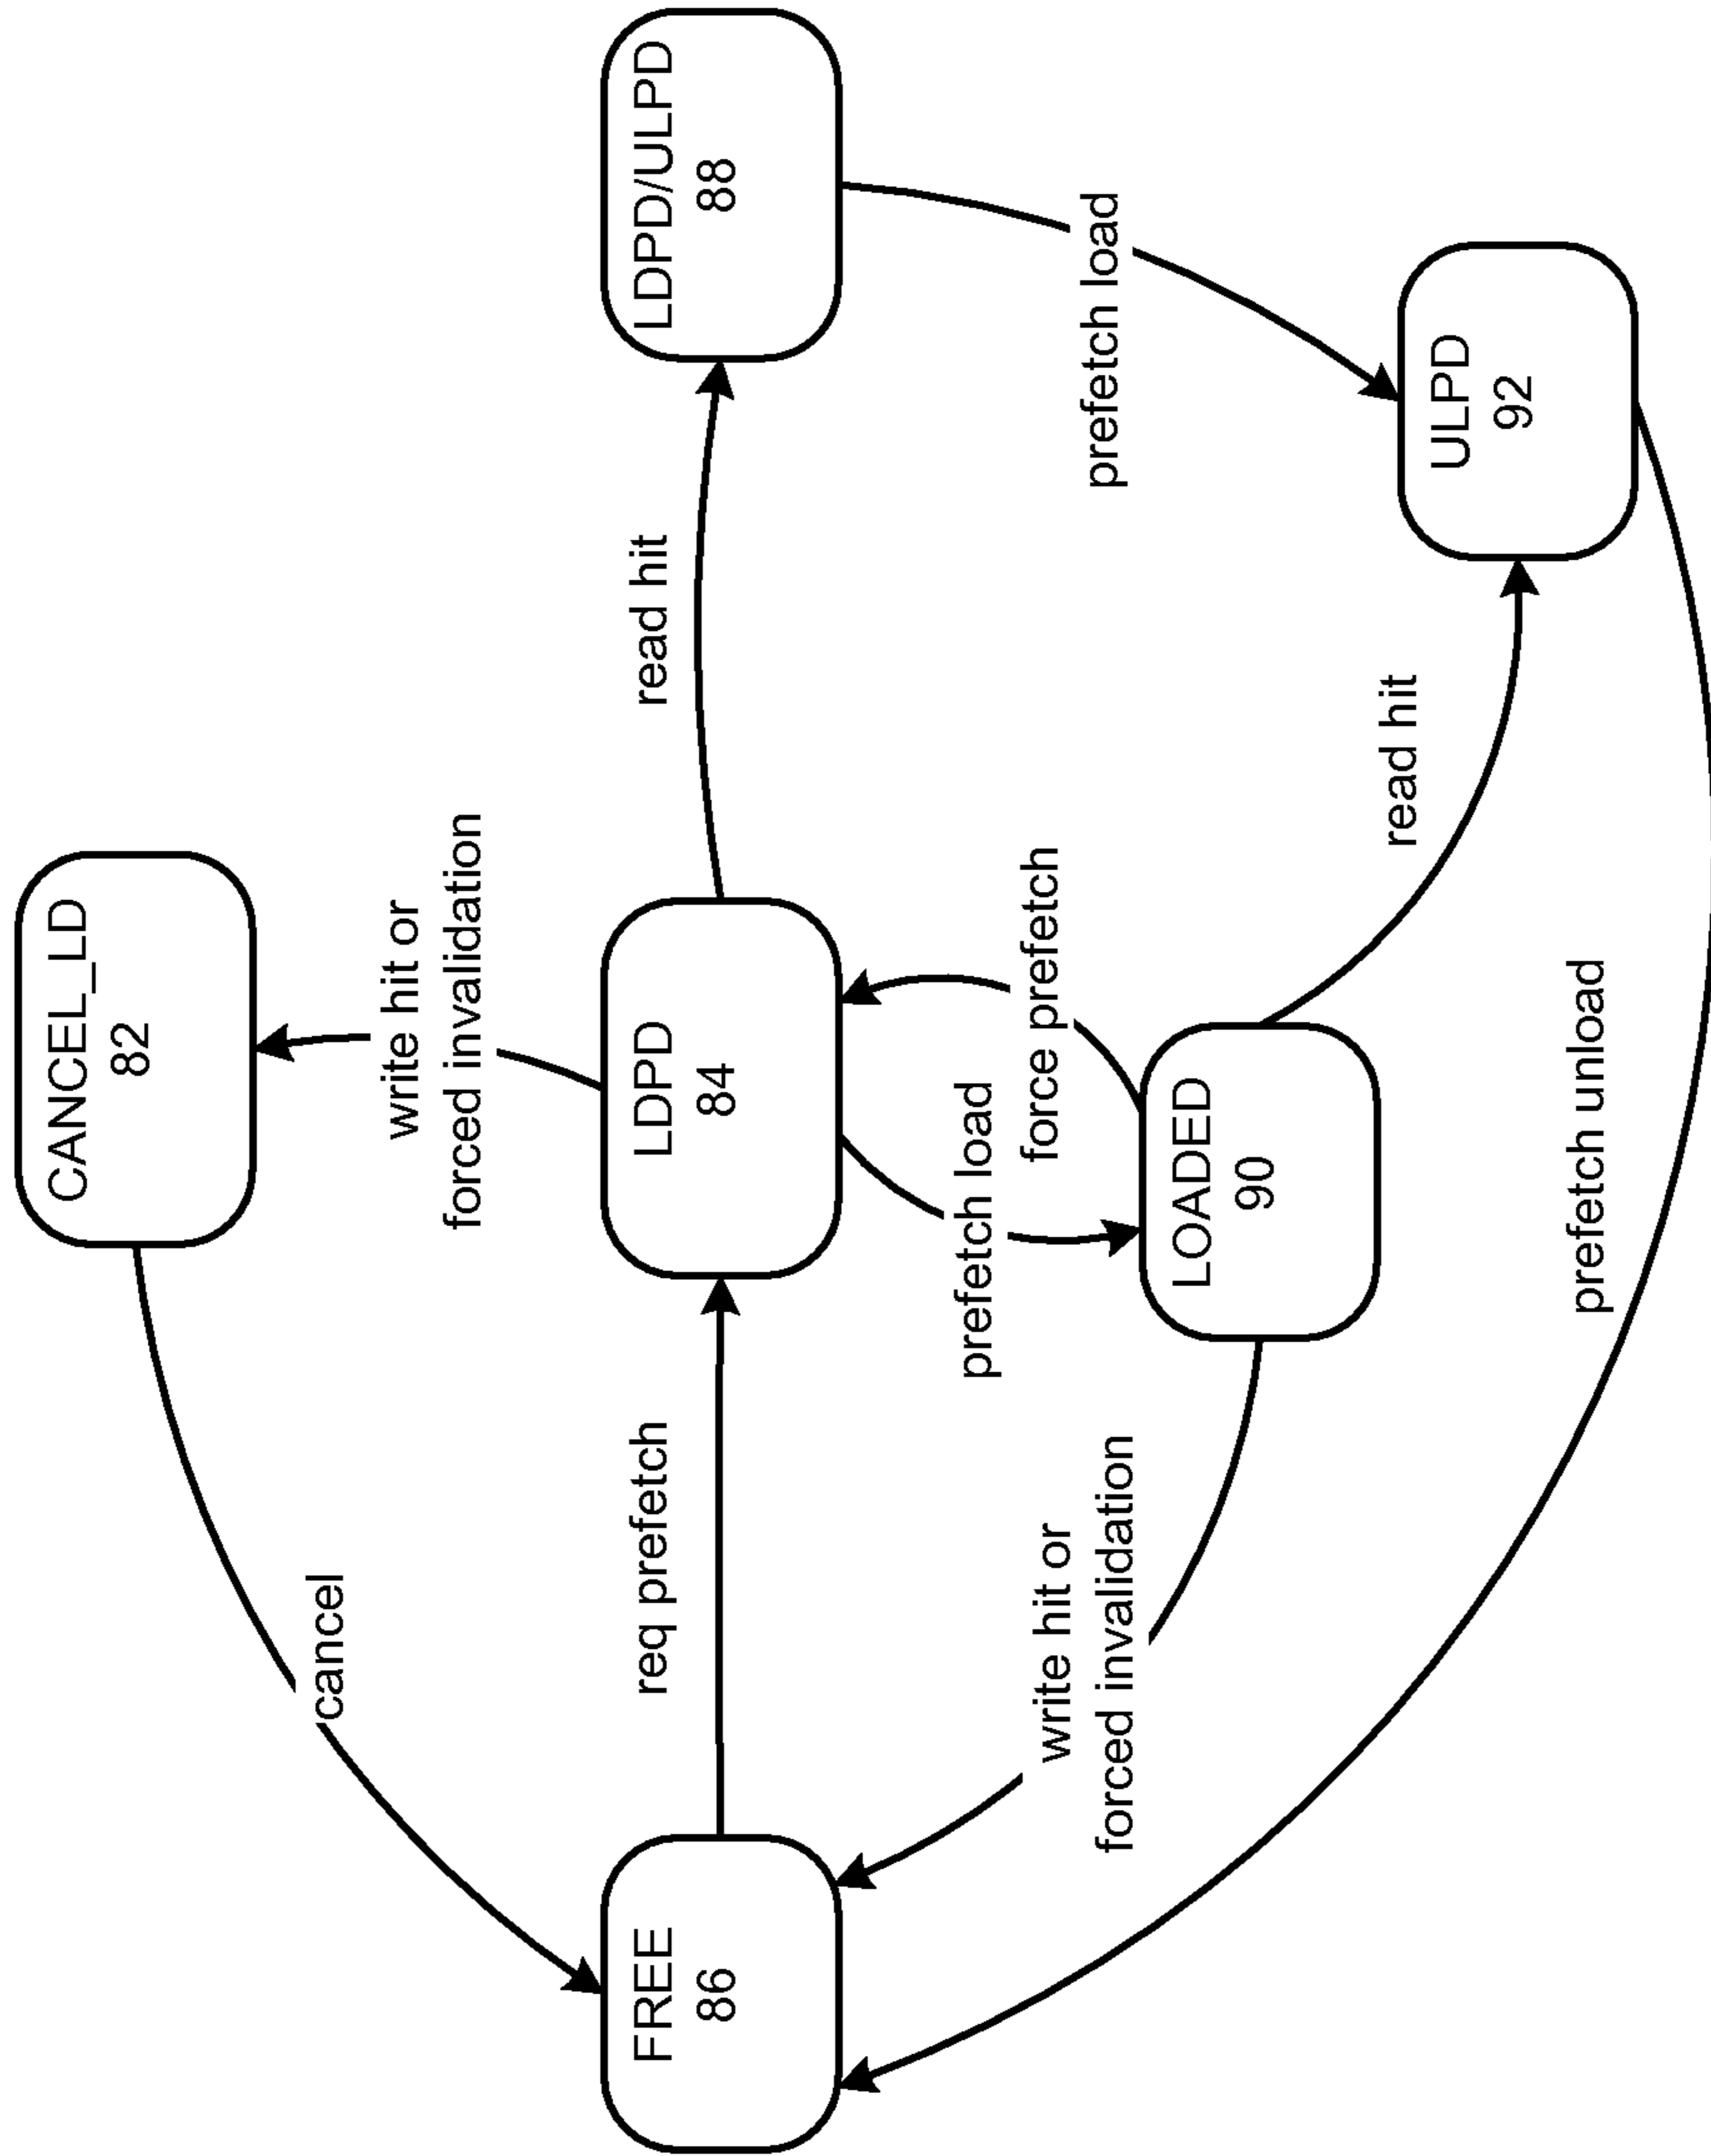 CANCEL_LD
82
cancel
write hit or
forced invalidation
FREE
86
req prefetch
LDPD
84
read hit
LDPD/ULPD
88
prefetch load
force prefetch
prefetch load
write hit or
forced invalidation
LOADED
90
read hit
ULPD
92
prefetch unload